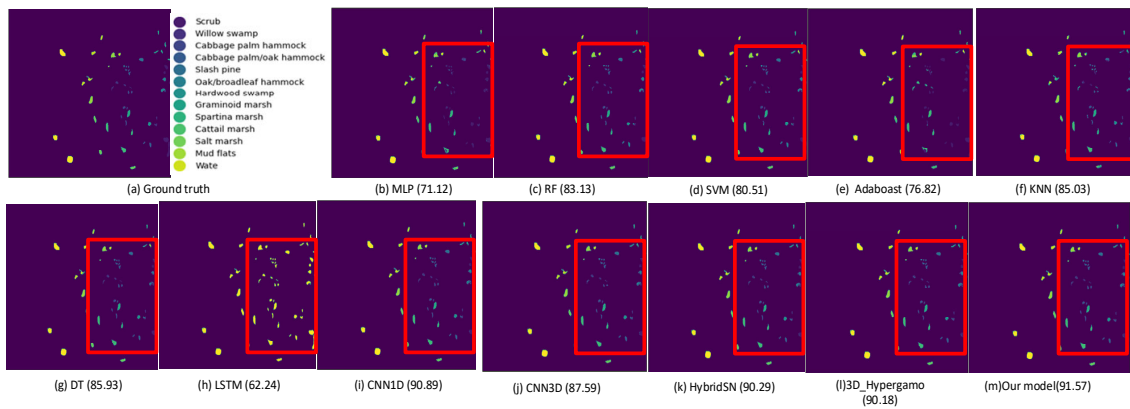 Scrub
Willow swamp
Cabbage palm hammock
Cabbage palm/oak hammock
Slash pine
Oak/broadleaf hammock
Hardwood swamp
Graminoid marsh
Spartina marsh
Cattail marsh
Salt marsh
Mud flats
Wate
(a) Ground truth
(b) MLP (71.12)
(c) RF (83.13)
(d) SVM (80.51)
(e) Adaboast (76.82)
(f) KNN (85.03)
(g) DT (85.93)
(h) LSTM (62.24)
(i) CNN1D (90.89)
(j) CNN3D (87.59)
(k) HybridSN (90.29)
(l)3D_Hypergamo
(90.18)
(m)Our model(91.57)